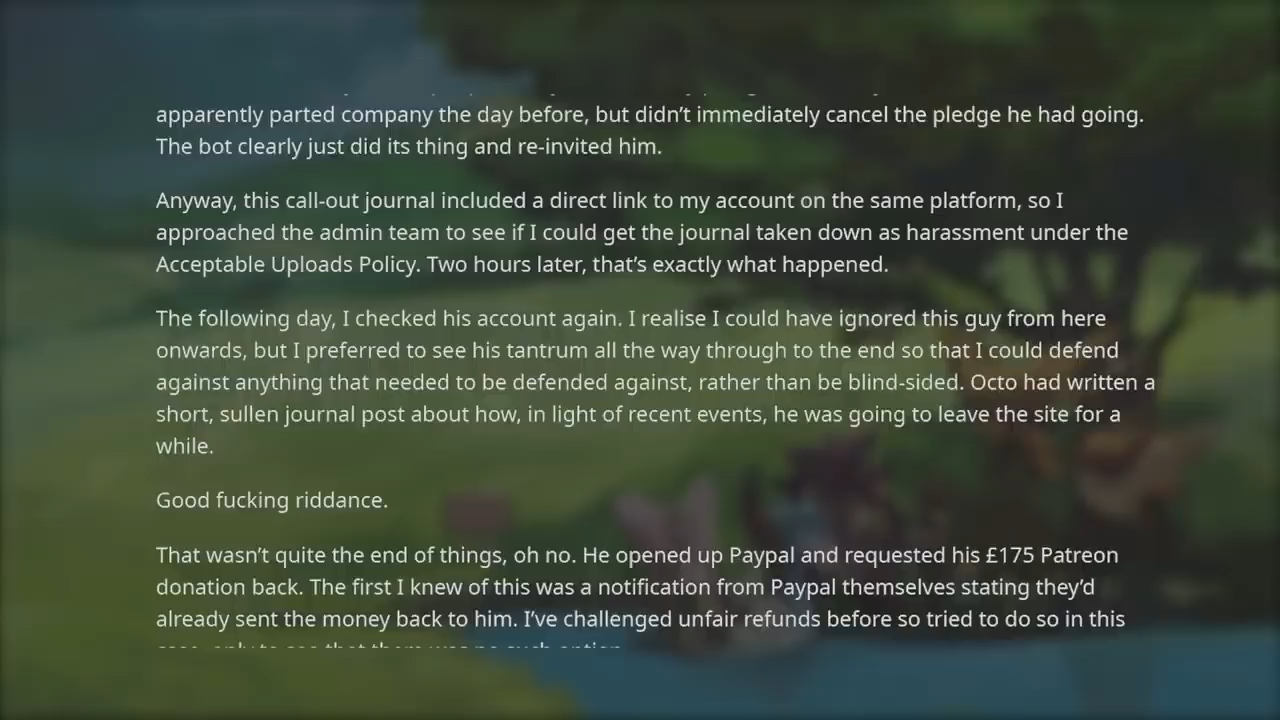 apparently parted company the day before, but didn’t immediately cancel the pledge he had going.
The bot clearly just did its thing and re-invited him.
Anyway, this call-out journal included a direct link to my account on the same platform, so I
approached the admin team to see if I could get the journal taken down as harassment under the
Acceptable Uploads Policy. Two hours later, that’s exactly what happened.
The following day, I checked his account again. I realise I could have ignored this guy from here
onwards, but I preferred to see his tantrum all the way through to the end so that I could defend
against anything that needed to be defended against, rather than be blind-sided. Octo had written a
short, sullen journal post about how, in light of recent events, he was going to leave the site for a
while.
Good fucking riddance.
That wasn’t quite the end of things, oh no. He opened up Paypal and requested his £175 Patreon
donation back. The first I knew of this was a notification from Paypal themselves stating they’d
already sent the money back to him. I’ve challenged unfair refunds before so tried to do so in this
case, only to see that there was no such option